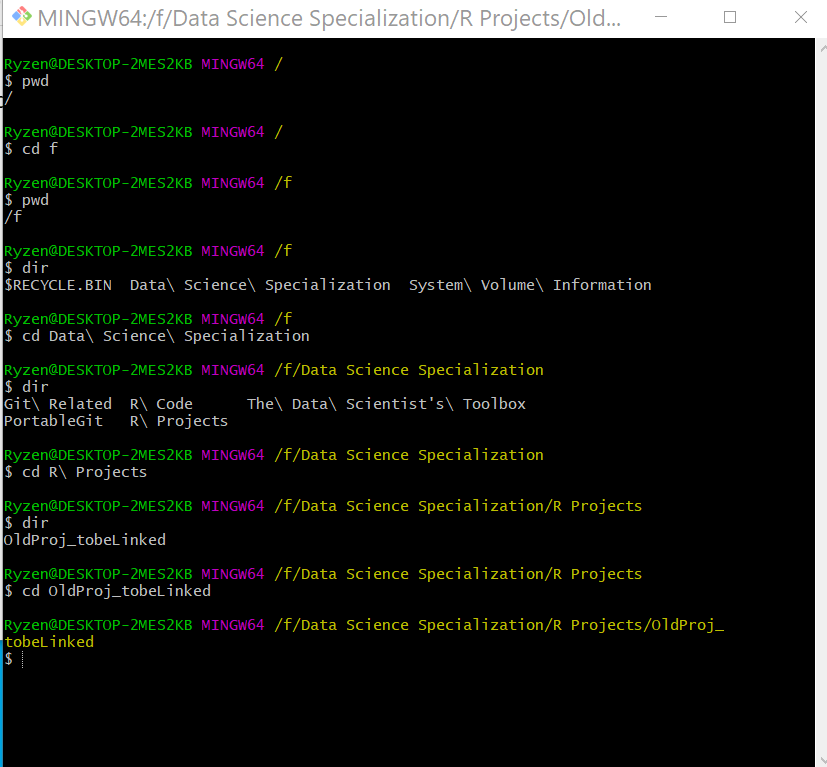 MINGW64:/f/Data Science Specialization/R Projects/Old...
Ryzen@DESKTOP-2MES2KB MINGW64 /
$ pwd
/
Ryzen@DESKTOP-2MES2KB MINGW64 /
$ cd f
Ryzen@DESKTOP-2MES2KB MINGW64 /f
$ pwd
/f
Ryzen@DESKTOP-2MES2KB MINGW64 /f
$ dir
$RECYCLE.BIN  Data\ Science\ Specialization  System\ Volume\ Information
Ryzen@DESKTOP-2MES2KB MINGW64 /f
$ cd Data\ Science\ Specialization
Ryzen@DESKTOP-2MES2KB MINGW64 /f/Data Science Specialization
$ dir
Git\ Related  R\ Code      The\ Data\ Scientist's\ Toolbox
PortableGit   R\ Projects
Ryzen@DESKTOP-2MES2KB MINGW64 /f/Data Science Specialization
$ cd R\ Projects
Ryzen@DESKTOP-2MES2KB MINGW64 /f/Data Science Specialization/R Projects
$ dir
OldProj_tobeLinked
Ryzen@DESKTOP-2MES2KB MINGW64 /f/Data Science Specialization/R Projects
$ cd OldProj_tobeLinked
Ryzen@DESKTOP-2MES2KB MINGW64 /f/Data Science Specialization/R Projects/OldProj_
tobeLinked
$